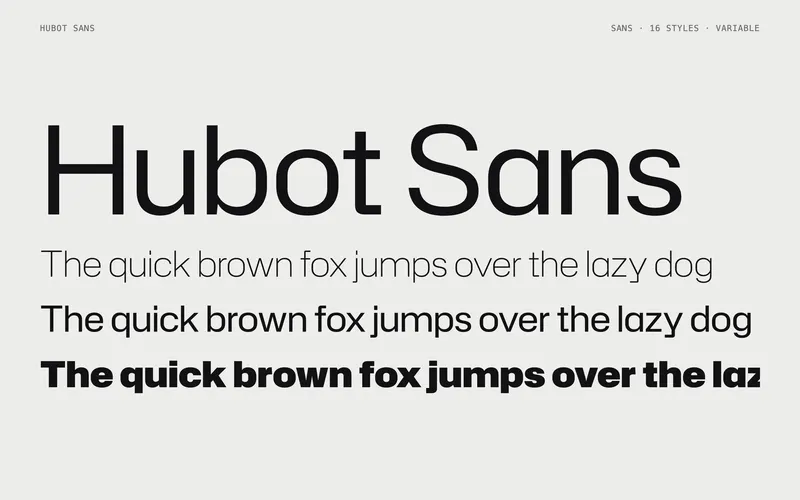 HUBOT SANS
SANS · 16 STYLES · VARIABLE
Hubot Sans
The quick brown fox jumps over the lazy dog
The quick brown fox jumps over the lazy dog
The quick brown fox jumps over the laz